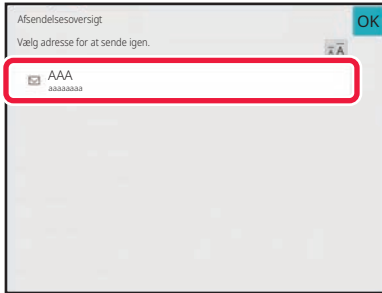 Afsendelsesoversigt
OK
Vælg adresse for at sende igen.
AAA
aaaaaaaa